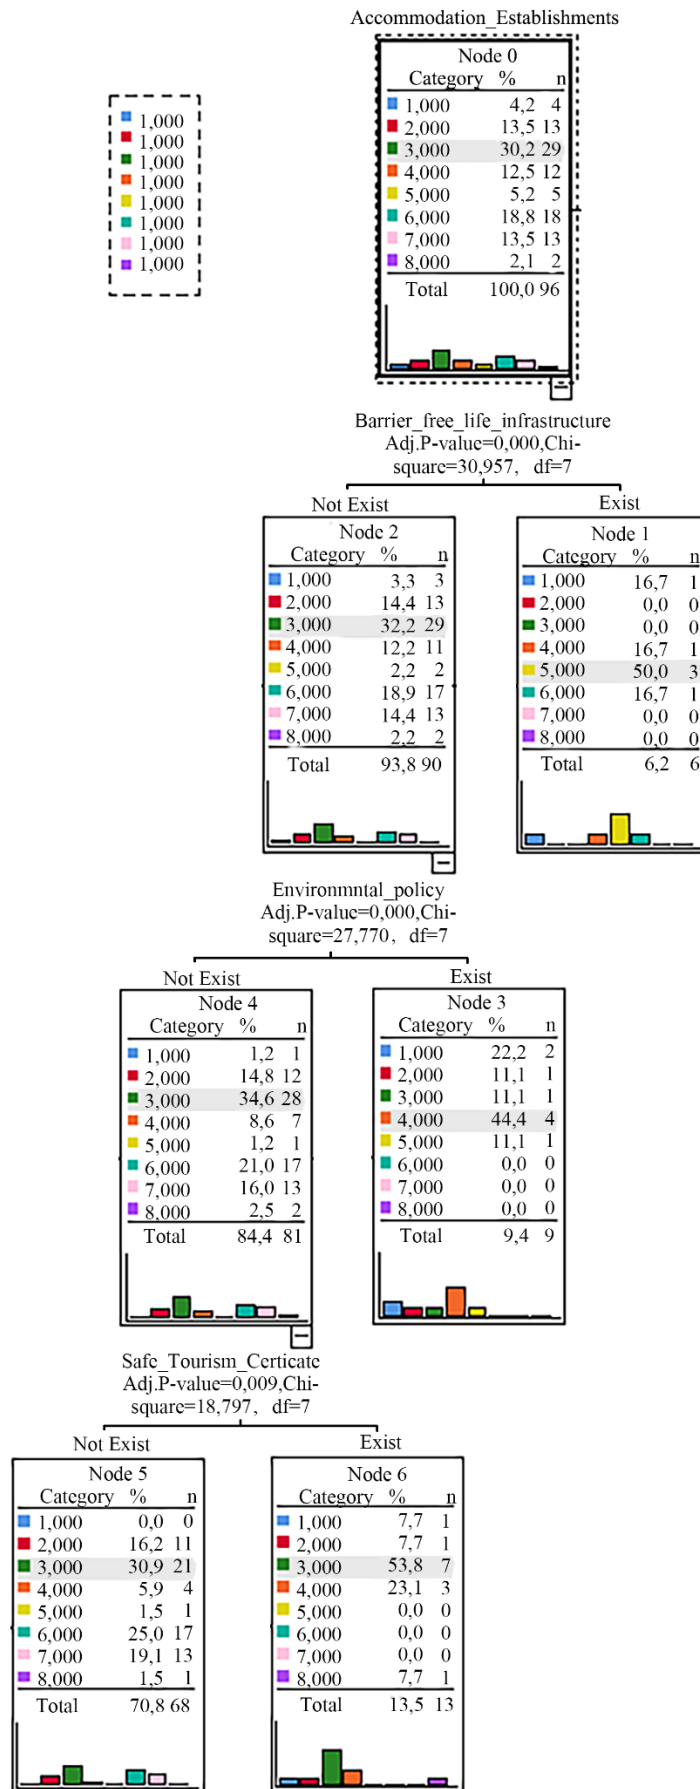 Accommodation_Establishments
Node 0
Category % n
1,000 4,2 4
2,000 13,5 13
3,000 30,2 29
4,000 12,5 12
5,000 5,2 5
6,000 18,8 18
7,000 13,5 13
8,000 2,1 2
Total 100,0 96
1,000
1,000
1,000
1,000
1,000
1,000
1,000
1,000
Barrier_free_life_infrastructure
Adj.P-value=0,000,Chi-
square=30,957, df=7
Not Exist
Exist
Node 2
Category % n
1,000 3,3 3
2,000 14,4 13
3,000 32,2 29
4,000 12,2 11
5,000 2,2 2
6,000 18,9 17
7,000 14,4 13
8,000 2,2 2
Total 93,8 90
Node 1
Category % n
1,000 16,7 1
2,000 0,0 0
3,000 0,0 0
4,000 16,7 1
5,000 50,0 3
6,000 16,7 1
7,000 0,0 0
8,000 0,0 0
Total 6,2 6
Environmntal_policy
Adj.P-value=0,000,Chi-
square=27,770, df=7
Not Exist
Exist
Node 4
Category % n
1,000 1,2 1
2,000 14,8 12
3,000 34,6 28
4,000 8,6 7
5,000 1,2 1
6,000 21,0 17
7,000 16,0 13
8,000 2,5 2
Total 84,4 81
Node 3
Category % n
1,000 22,2 2
2,000 11,1 1
3,000 11,1 1
4,000 44,4 4
5,000 11,1 1
6,000 0,0 0
7,000 0,0 0
8,000 0,0 0
Total 9,4 9
Safe_Tourism_Certicate
Adj.P-value=0,009,Chi-
square=18,797, df=7
Not Exist
Exist
Node 5
Category % n
1,000 0,0 0
2,000 16,2 11
3,000 30,9 21
4,000 5,9 4
5,000 1,5 1
6,000 25,0 17
7,000 19,1 13
8,000 1,5 1
Total 70,8 68
Node 6
Category % n
1,000 7,7 1
2,000 7,7 1
3,000 53,8 7
4,000 23,1 3
5,000 0,0 0
6,000 0,0 0
7,000 0,0 0
8,000 7,7 1
Total 13,5 13